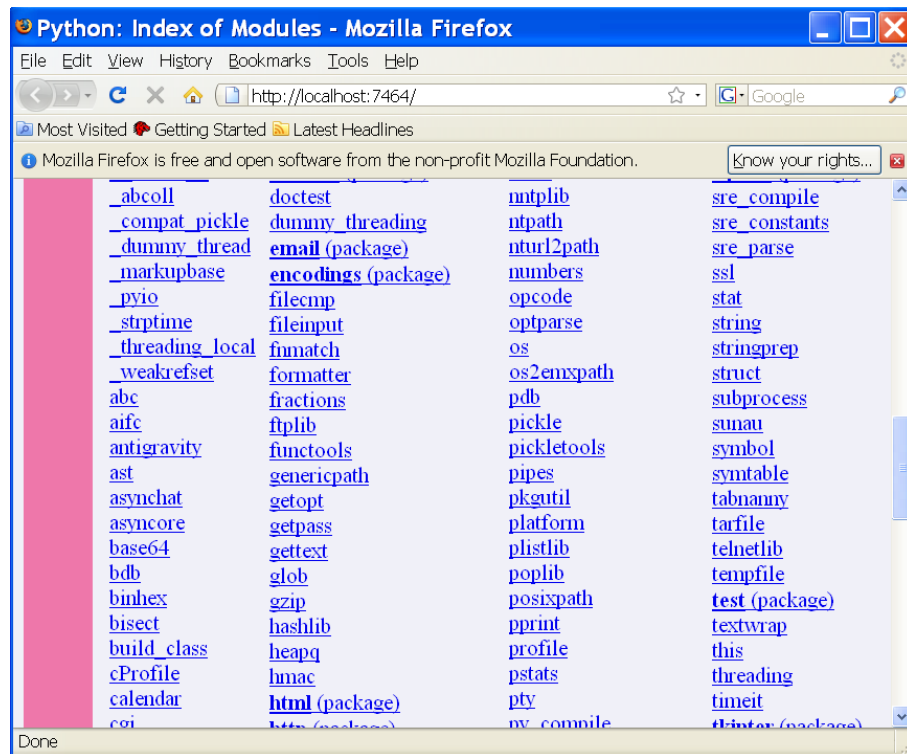 Python: Index of Modules - Mozilla Firefox
File Edit View History Bookmarks Tools Help
http://localhost:7464/ G Google
Most Visited Getting Started Latest Headlines
Mozilla Firefox is free and open software from the non-profit Mozilla Foundation. Know your rights...
_abcoll doctest nntplib sre_compile
_compat_pickle dummy_threading ntpath sre_constants
_dummy_thread email (package) nturl2path sre_parse
_markupbase encodings (package) numbers ssl
_pyio filecmp opcode stat
_strptime fileinput optparse string
_threading_local fnmatch os stringprep
_weakrefset formatter os2emxpath struct
abc fractions pdb subprocess
aifc ftplib pickle sunau
antigravity functools pickletools symbol
ast genericpath pipes symtable
asynchat getopt pkgutil tabnanny
asyncore getpass platform tarfile
base64 gettext plistlib telnetlib
bdb glob poplib tempfile
binhex gzip posixpath test (package)
bisect hashlib pprint textwrap
build_class heapq profile this
cProfile hmac pstats threading
calendar html (package) pty timeit
cgi http (package) py_compile tkinter (package)
Done